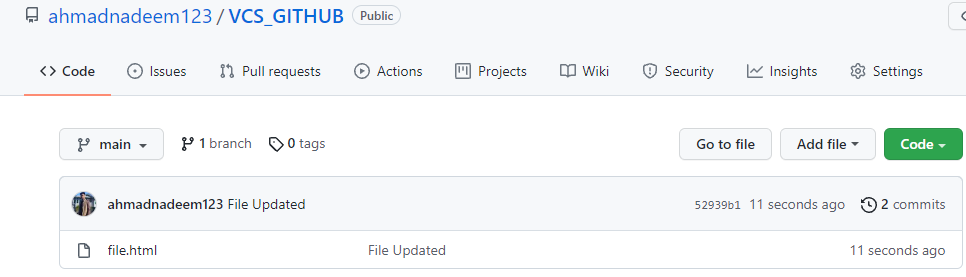 ahmadnadeem123 / VCS_GITHUB Public
Code Issues Pull requests Actions Projects Wiki Security Insights Settings
main 1 branch 0 tags Go to file Add file Code
ahmadnadeem123 File Updated 52939b1 11 seconds ago 2 commits
file.html File Updated 11 seconds ago